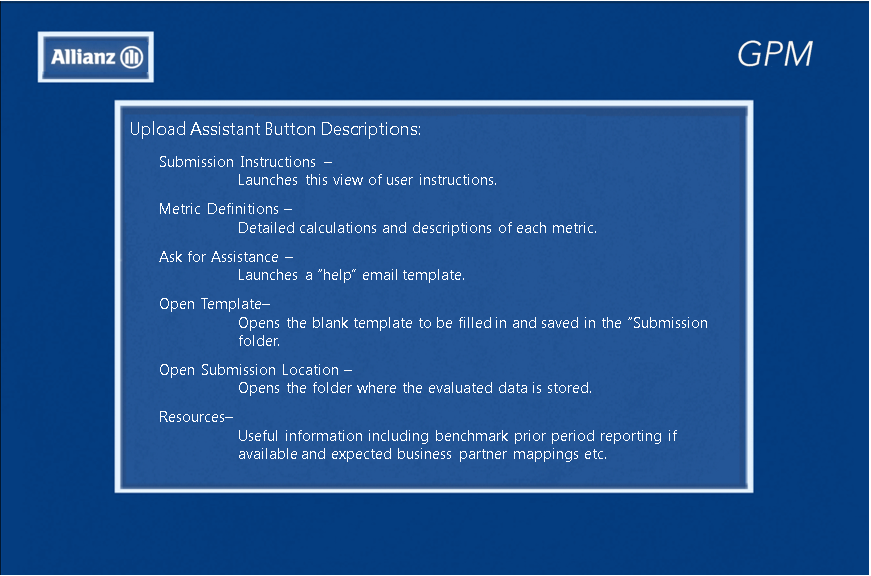 Allianz
GPM
Upload Assistant Button Descriptions:
Submission Instructions –
Launches this view of user instructions.
Metric Definitions –
Detailed calculations and descriptions of each metric.
Ask for Assistance –
Launches a “help” email template.
Open Template–
Opens the blank template to be filled in and saved in the “Submission
folder.
Open Submission Location –
Opens the folder where the evaluated data is stored.
Resources–
Useful information including benchmark prior period reporting if
available and expected business partner mappings etc.